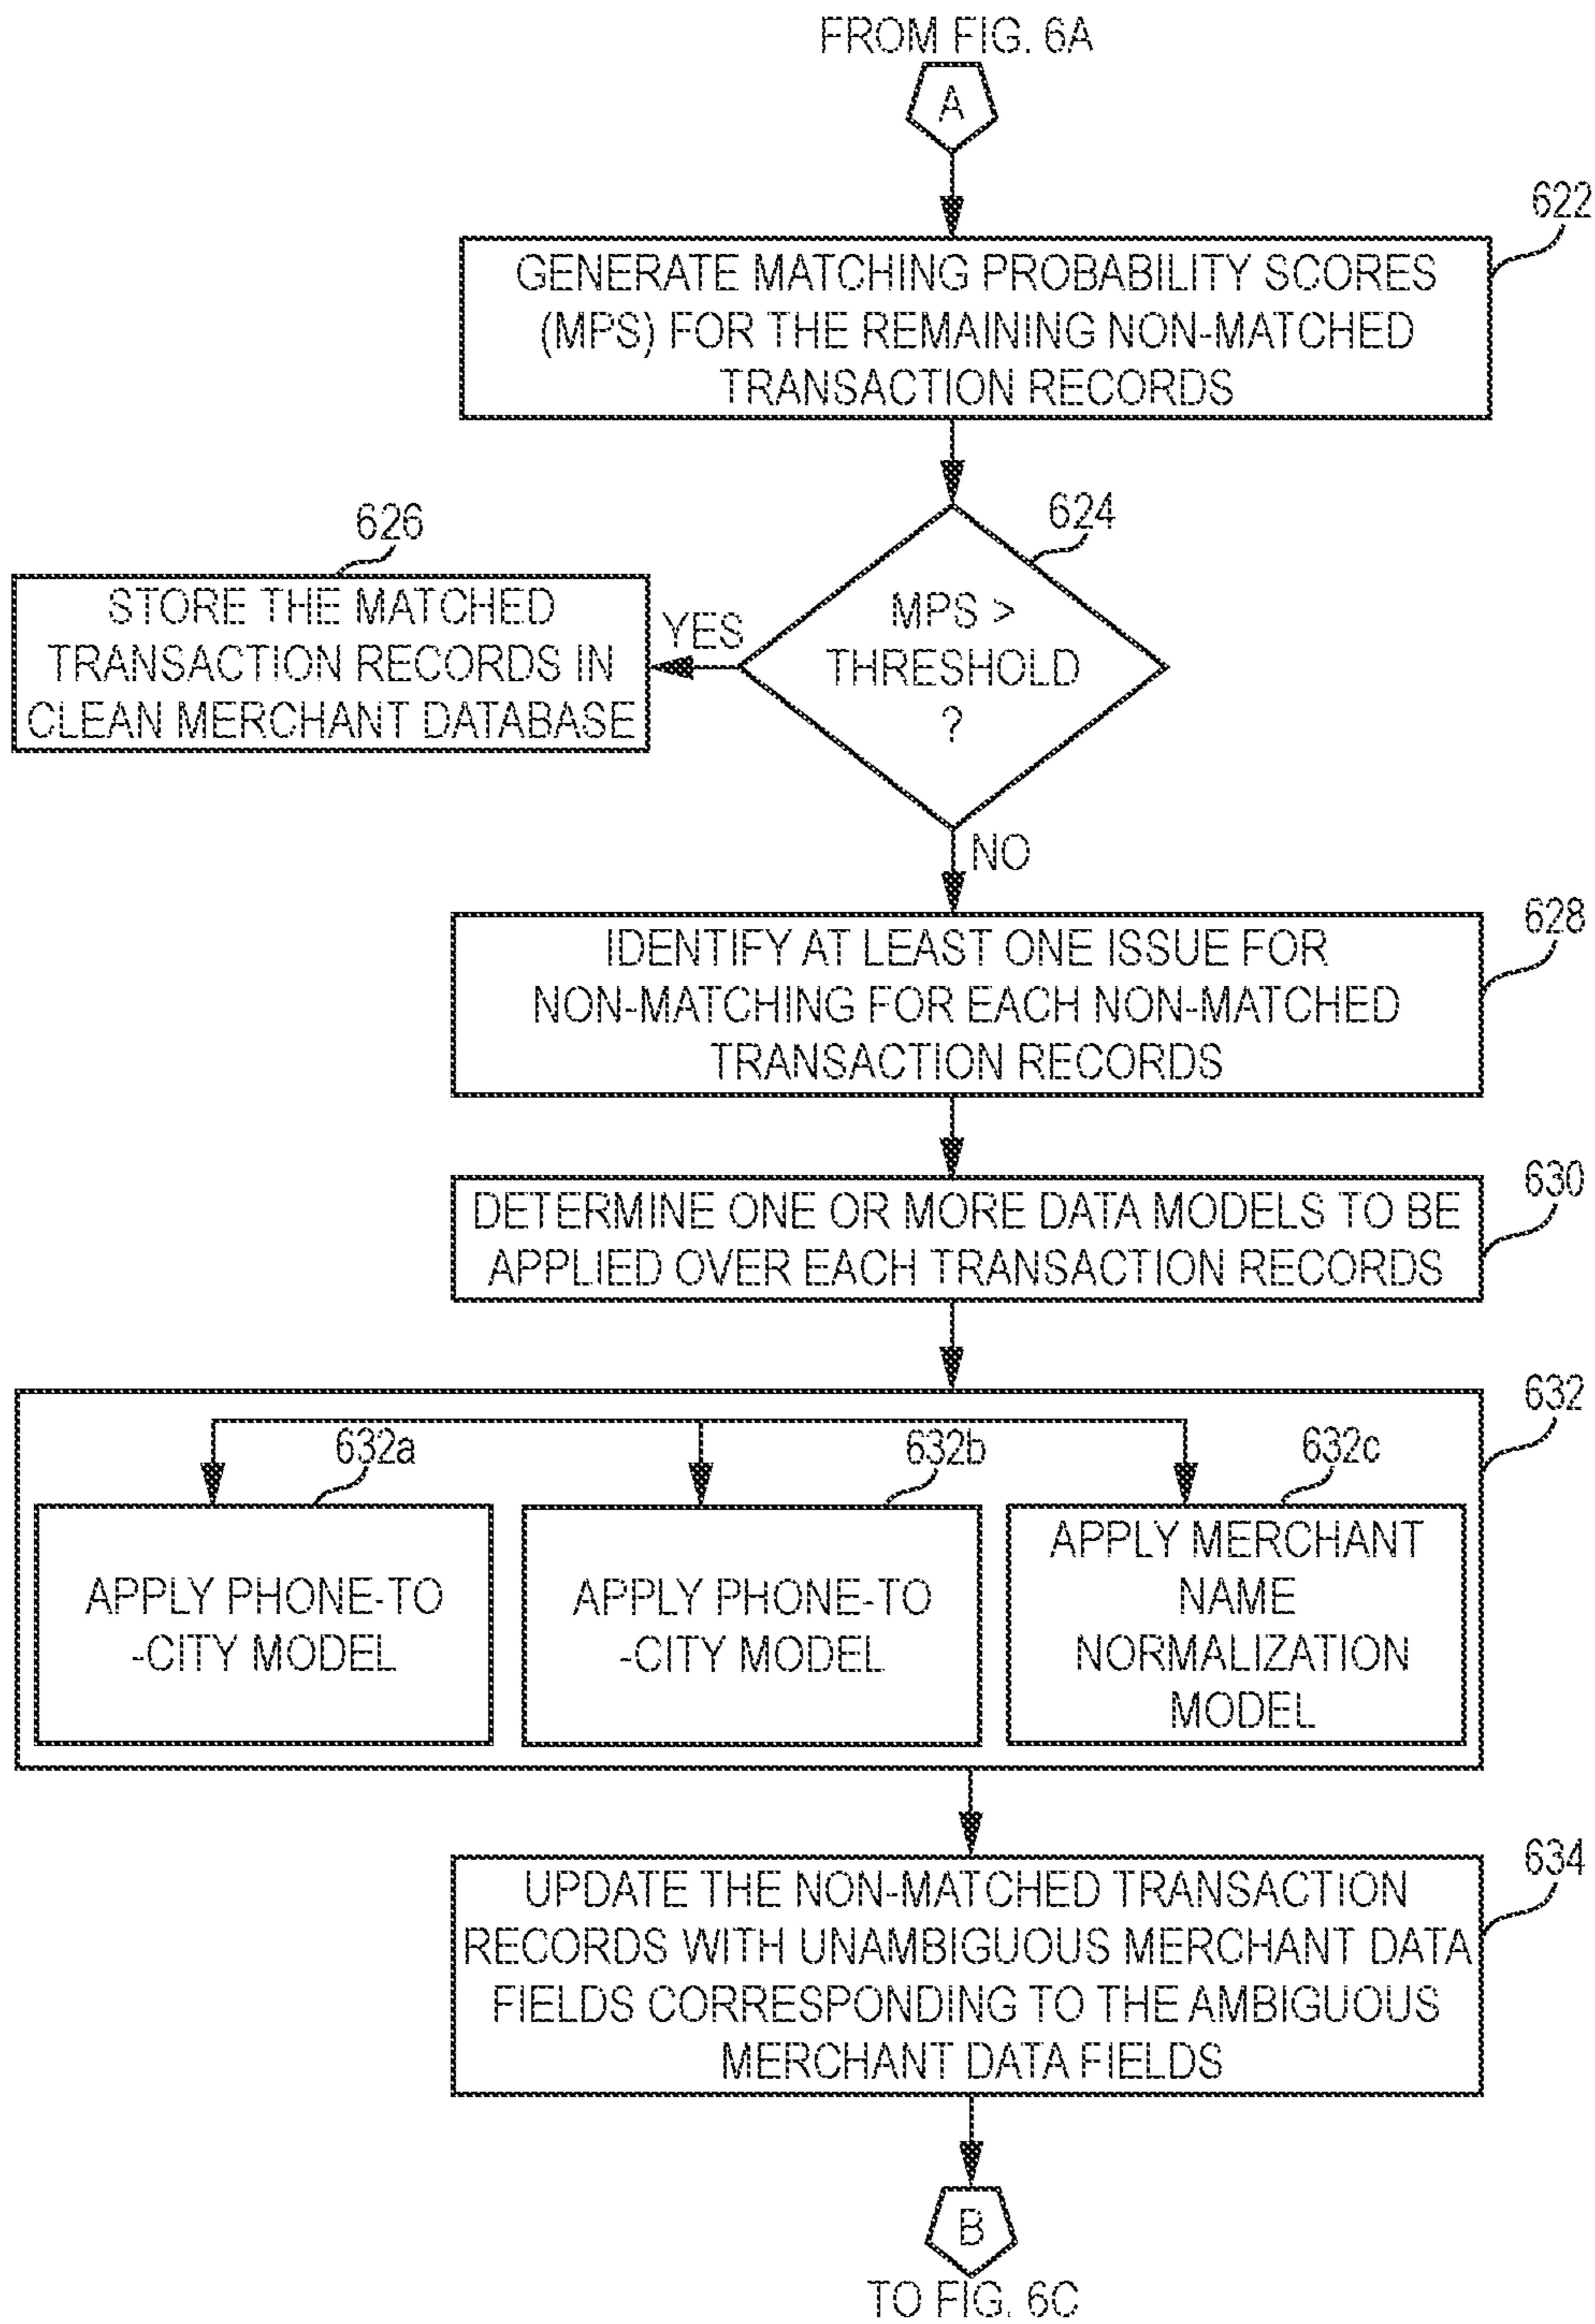 FROM FIG. 6A
A
622
GENERATE MATCHING PROBABILITY SCORES
(MPS) FOR THE REMAINING NON-MATCHED
TRANSACTION RECORDS
624
MPS >
THRESHOLD
?
YES
626
STORE THE MATCHED
TRANSACTION RECORDS IN
CLEAN MERCHANT DATABASE
NO
628
IDENTIFY AT LEAST ONE ISSUE FOR
NON-MATCHING FOR EACH NON-MATCHED
TRANSACTION RECORDS
630
DETERMINE ONE OR MORE DATA MODELS TO BE
APPLIED OVER EACH TRANSACTION RECORDS
632
632a
APPLY PHONE-TO
-CITY MODEL
632b
APPLY PHONE-TO
-CITY MODEL
632c
APPLY MERCHANT
NAME
NORMALIZATION
MODEL
634
UPDATE THE NON-MATCHED TRANSACTION
RECORDS WITH UNAMBIGUOUS MERCHANT DATA
FIELDS CORRESPONDING TO THE AMBIGUOUS
MERCHANT DATA FIELDS
B
TO FIG. 6C